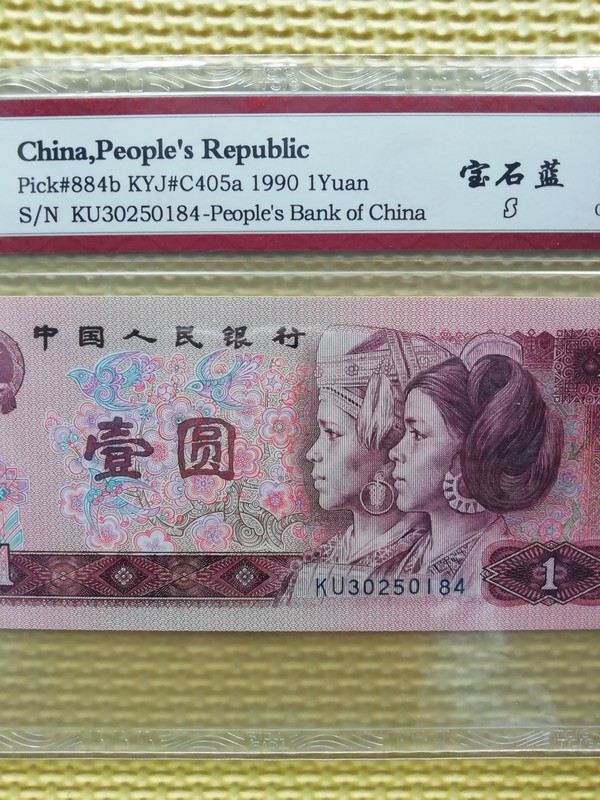 China,People's Republic
Pick#884b KYJ#C405a 1990 1Yuan
S/N KU30250184-People's Bank of China
宝石蓝
S
中国人民银行
壹圆
KU30250184
1
1